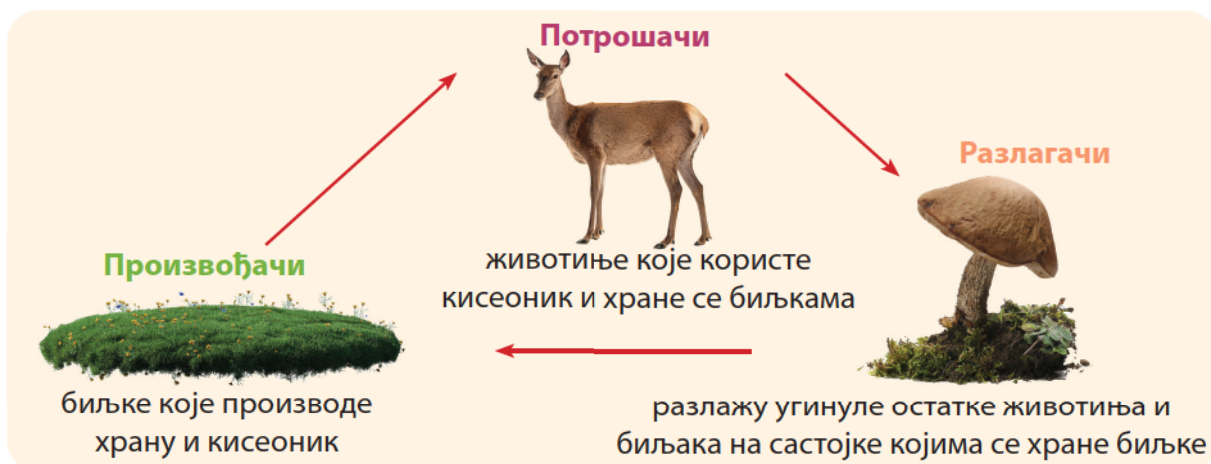 Потрошачи
Разлагачи
Произвођачи
животиње које користе
кисеоник и хране се биљкама
биљке које производе
храну и кисеоник
разлажу угинуле остатке животиња и
биљака на састојке којима се хране биљке